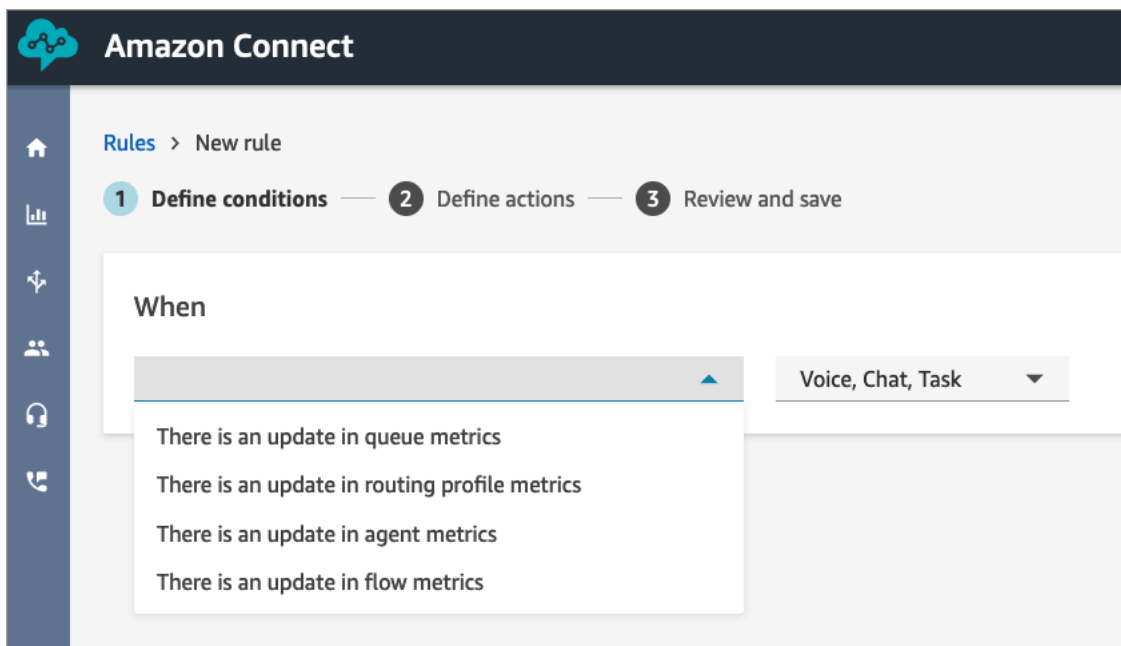 Amazon Connect
Rules > New rule
1 Define conditions 2 Define actions 3 Review and save
When
Voice, Chat, Task
There is an update in queue metrics
There is an update in routing profile metrics
There is an update in agent metrics
There is an update in flow metrics